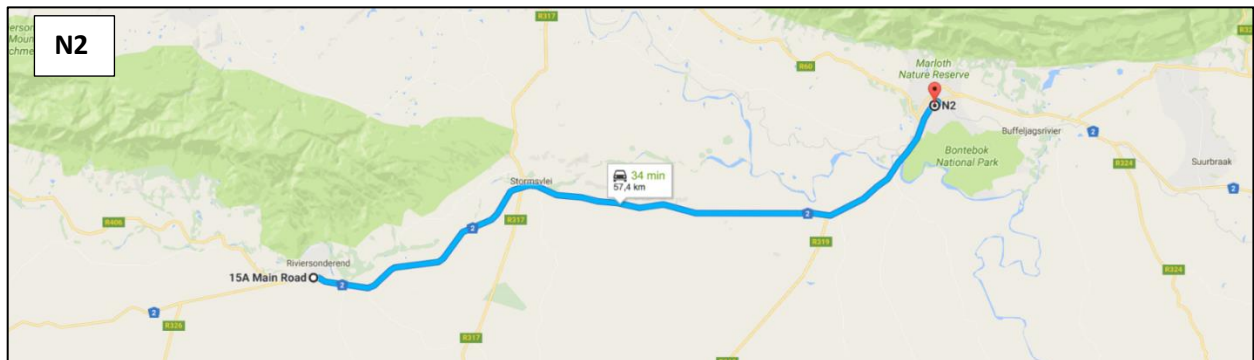 N2
R317
R60
Marloth
Nature Reserve
N2
Buffeljagsrivier
2
Bontebok
National Park
R324
Suurbraak
2
34 min
57,4 km
Stormsvlei
R317
2
2
R319
R406
Riviersonderend
15A Main Road
2
2
R326
R317
R324